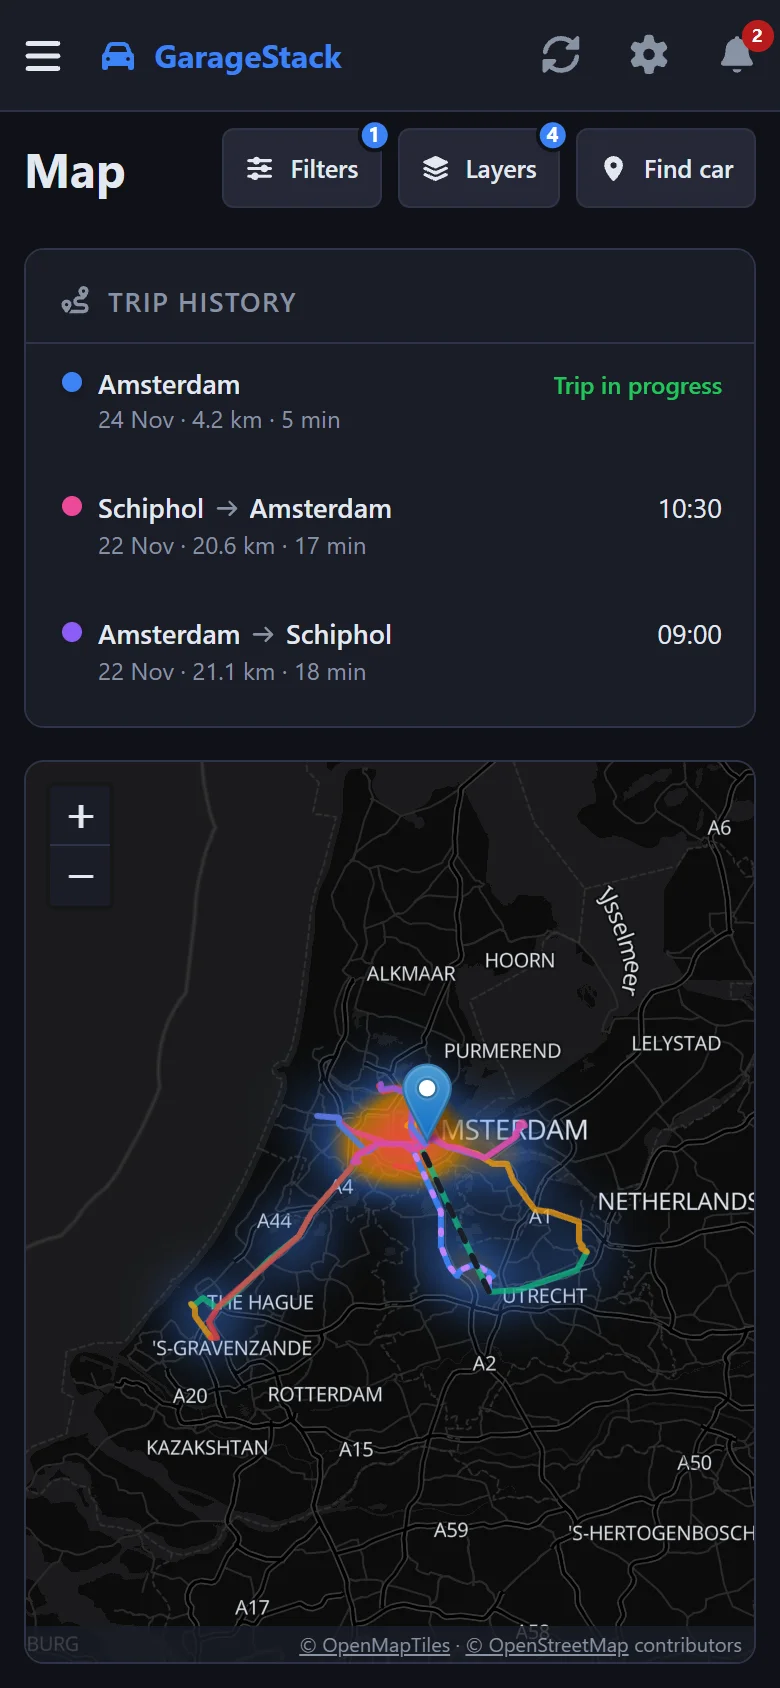 GarageStack
2
Map
Filters
1
Layers
4
Find car
TRIP HISTORY
Amsterdam
Trip in progress
24 Nov · 4.2 km · 5 min
Schiphol → Amsterdam
10:30
22 Nov · 20.6 km · 17 min
Amsterdam → Schiphol
09:00
22 Nov · 21.1 km · 18 min
+
−
A6
IJsselmeer
HOORN
ALKMAAR
LELYSTAD
PURMEREND
MSTERDAM
A4
NETHERLANDS
A44
A1
UTRECHT
THE HAGUE
'S-GRAVENZANDE
A2
A20
ROTTERDAM
KAZAKSHTAN
A15
A50
A59
'S-HERTOGENBOSCH
A17
A58
BURG
© OpenMapTiles · © OpenStreetMap contributors